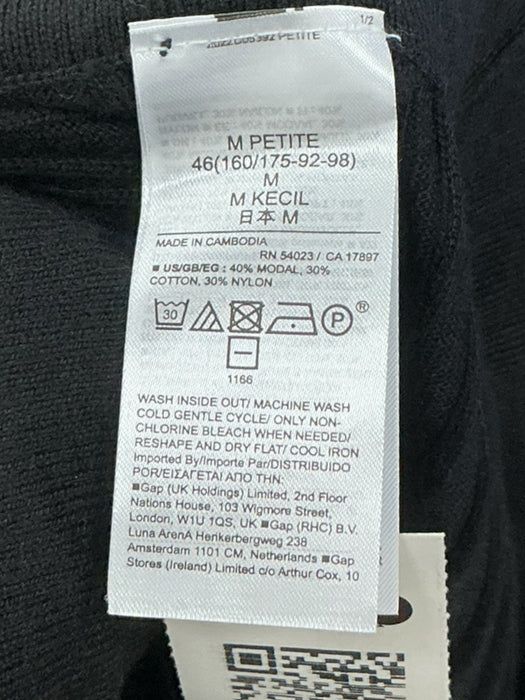 1/2
PETITE
M PETITE
46(160/175-92-98)
M
M KECIL
日本 M
MADE IN CAMBODIA
RN 54023 / CA 17897
■ US/GB/EG : 40% MODAL, 30%
COTTON, 30% NYLON
30
P®
1166
WASH INSIDE OUT/ MACHINE WASH
COLD GENTLE CYCLE/ ONLY NON-
CHLORINE BLEACH WHEN NEEDED/
RESHAPE AND DRY FLAT/ COOL IRON
Imported By/Importe Par/DISTRIBUIDO
POR/ΕΙΣΑΓΕΤΑΙ ΑΠΟ ΤΗΝ:
■Gap (UK Holdings) Limited, 2nd Floor
Nations House, 103 Wigmore Street,
London, W1U 1QS, UK ■Gap (RHC) B.V.
Luna ArenA Henkerbergweg 238
Amsterdam 1101 CM, Netherlands ■Gap
Stores (Ireland) Limited c/o Arthur Cox, 10